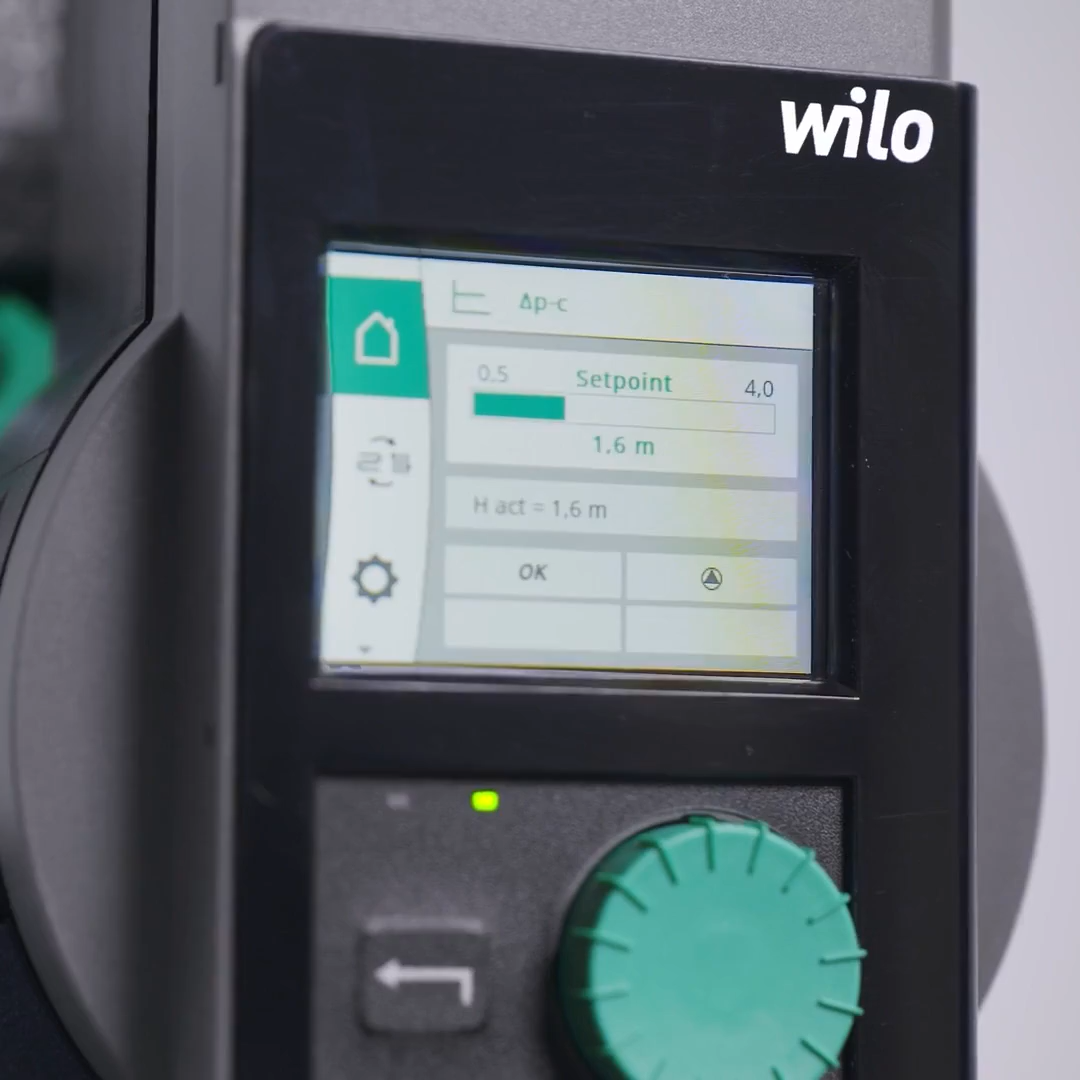 wilo
Δp-c
0,5 Setpoint 4,0
1,6 m
H act = 1,6 m
OK